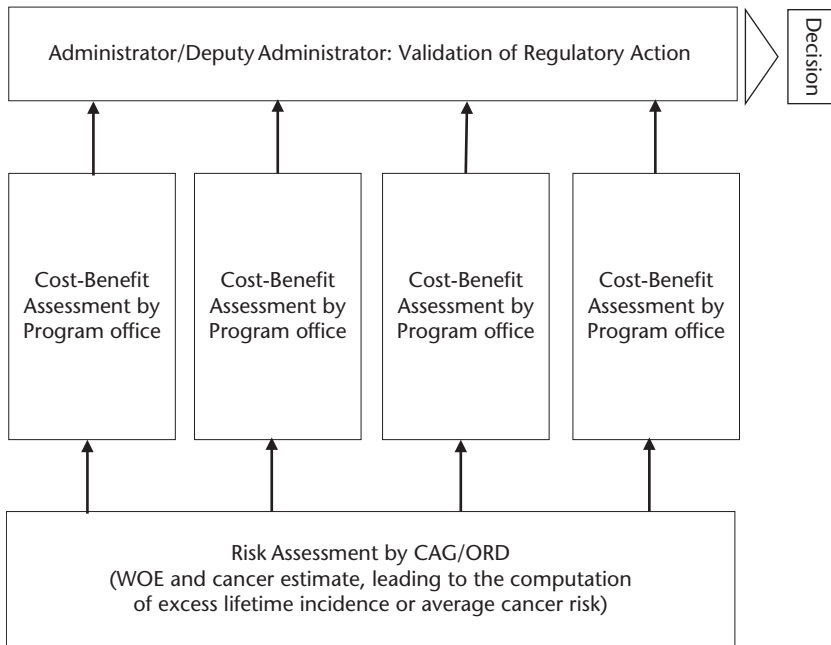 Administrator/Deputy Administrator: Validation of Regulatory Action
Decision
Cost-Benefit
Assessment by
Program office
Cost-Benefit
Assessment by
Program office
Cost-Benefit
Assessment by
Program office
Cost-Benefit
Assessment by
Program office
Risk Assessment by CAG/ORD
(WOE and cancer estimate, leading to the computation
of excess lifetime incidence or average cancer risk)